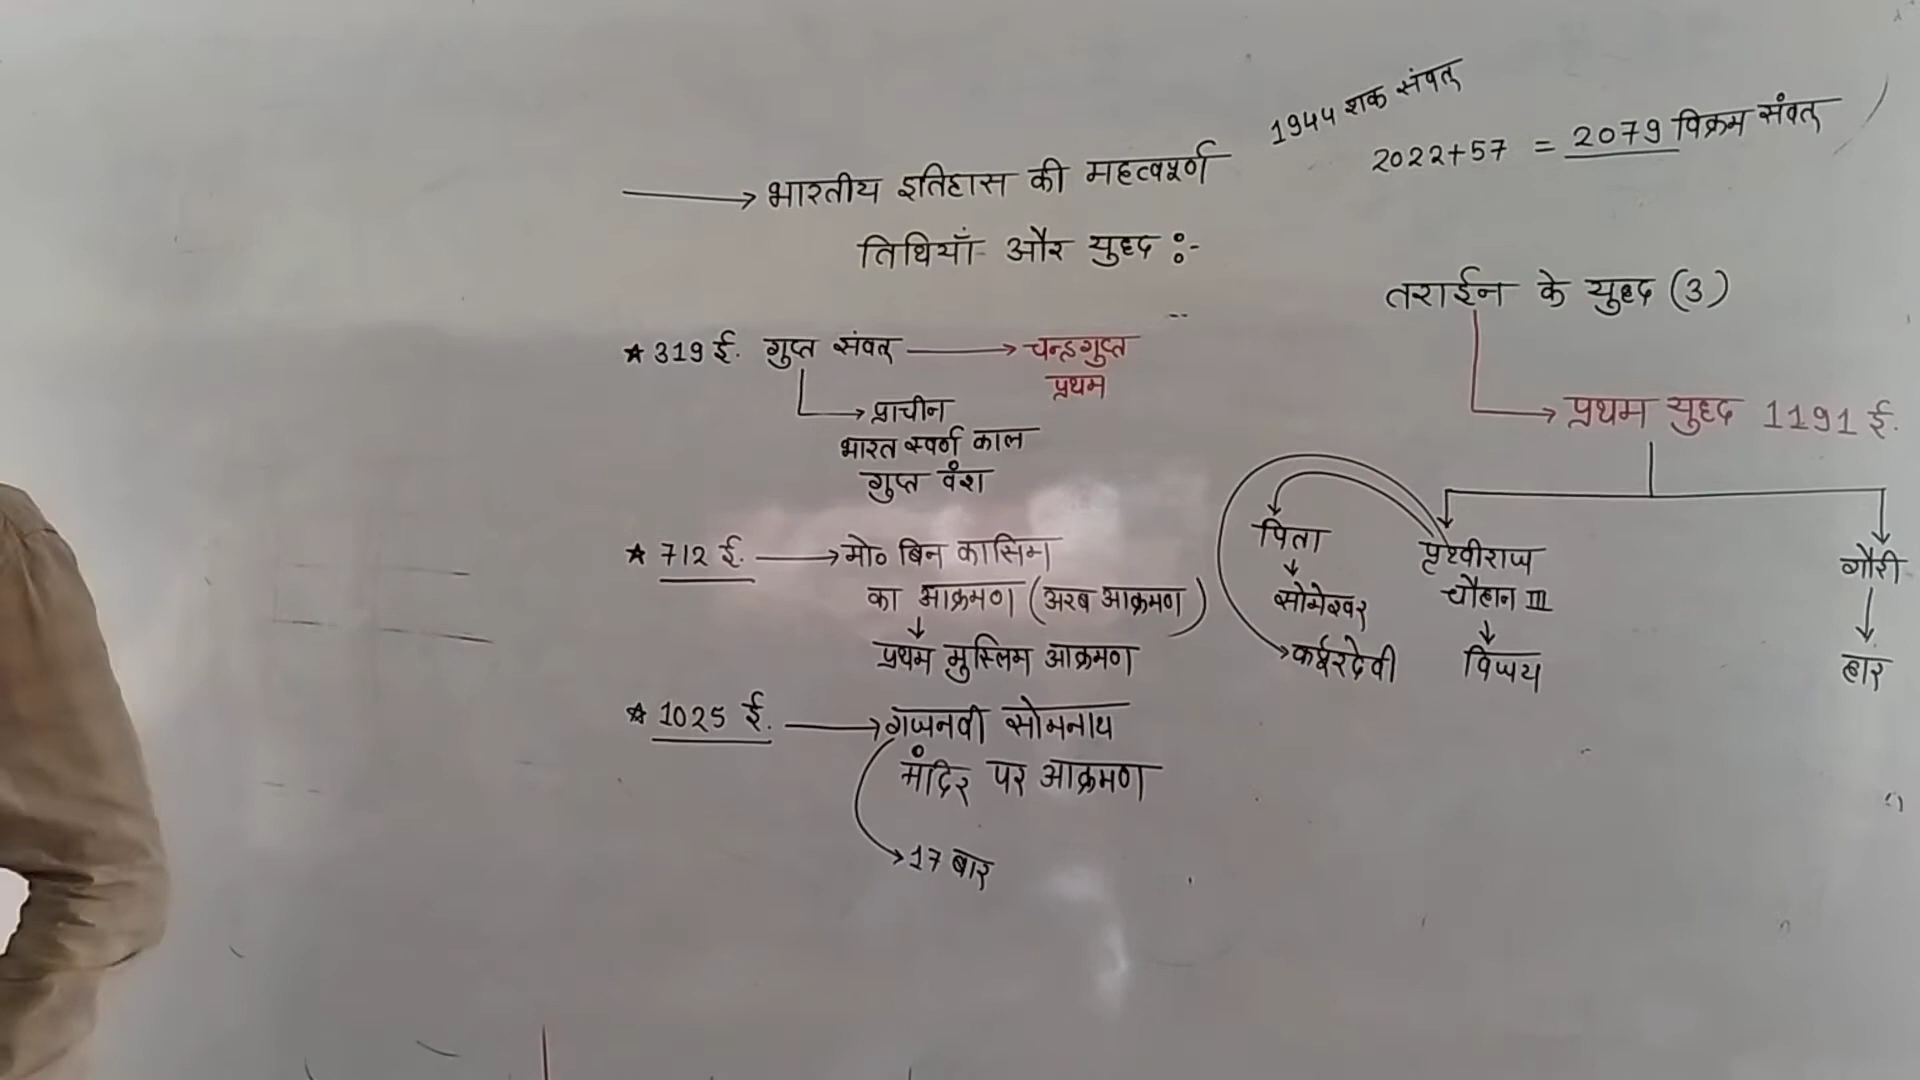 1944 शक संवत्
2022+57 = 2079 विक्रम संवत्
भारतीय इतिहास की महत्वपूर्ण
तिथियाँ और युद्ध :-
★ 319 ई. गुप्त संवत् → चन्द्रगुप्त
प्रथम
प्राचीन
भारत स्वर्ण काल
गुप्त वंश
★ 712 ई. → मो० बिन कासिम
का आक्रमण (अरब आक्रमण)
प्रथम मुस्लिम आक्रमण
★ 1025 ई. → गजनवी सोमनाथ
मंदिर पर आक्रमण
→ 17 बार
तराईन के युद्ध (3)
→ प्रथम युद्ध 1191 ई.
पिता
सोमेश्वर
कर्पूरदेवी
पृथ्वीराज
चौहान III
विजय
गौरी
हार